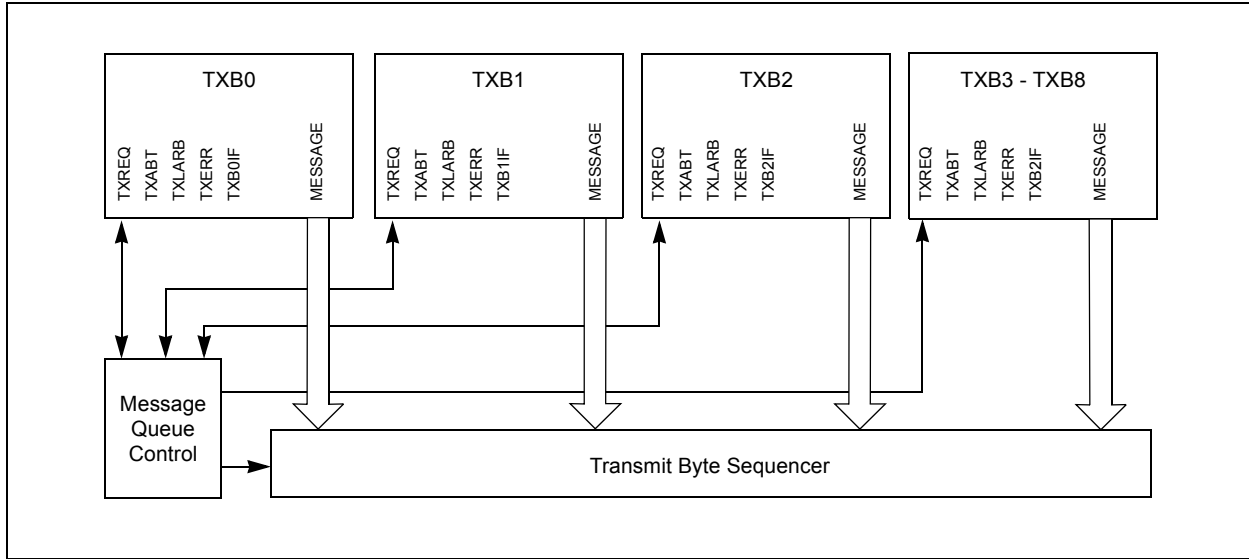 TXB0
TXREQ
TXABT
TXLARB
TXERR
TXB0IF
MESSAGE
TXB1
TXREQ
TXABT
TXLARB
TXERR
TXB1IF
MESSAGE
TXB2
TXREQ
TXABT
TXLARB
TXERR
TXB2IF
MESSAGE
TXB3 - TXB8
TXREQ
TXABT
TXLARB
TXERR
TXB2IF
MESSAGE
Message
Queue
Control
Transmit Byte Sequencer